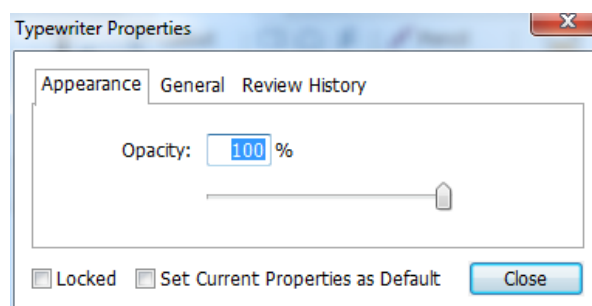 Typewriter Properties
Appearance General Review History
Opacity: 100 %
Locked Set Current Properties as Default Close